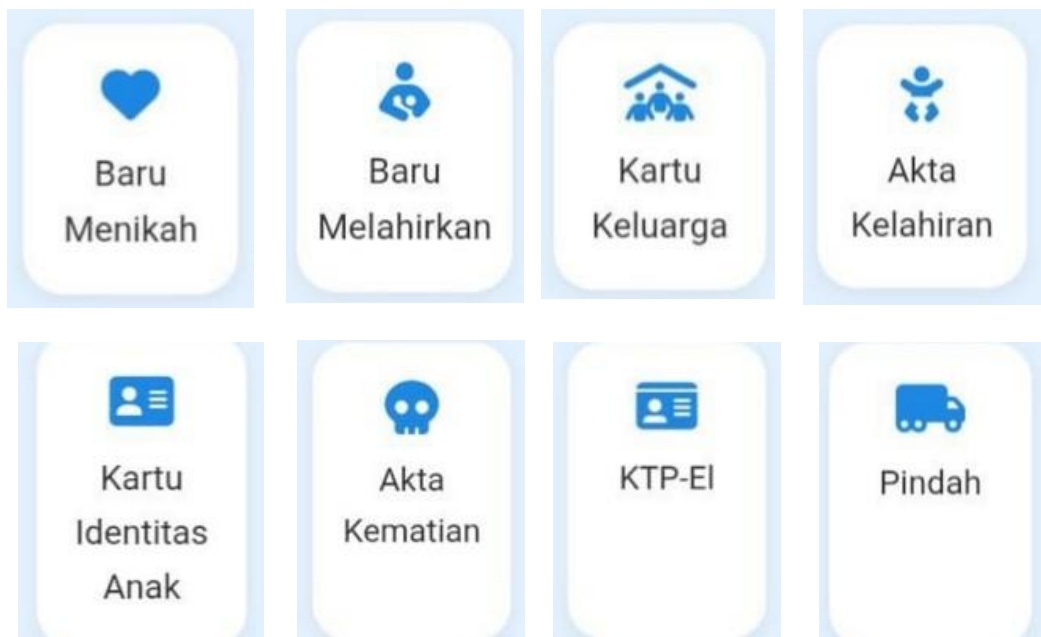 Baru
Menikah
Baru
Melahirkan
Kartu
Keluarga
Akta
Kelahiran
Kartu
Identitas
Anak
Akta
Kematian
KTP-El
Pindah